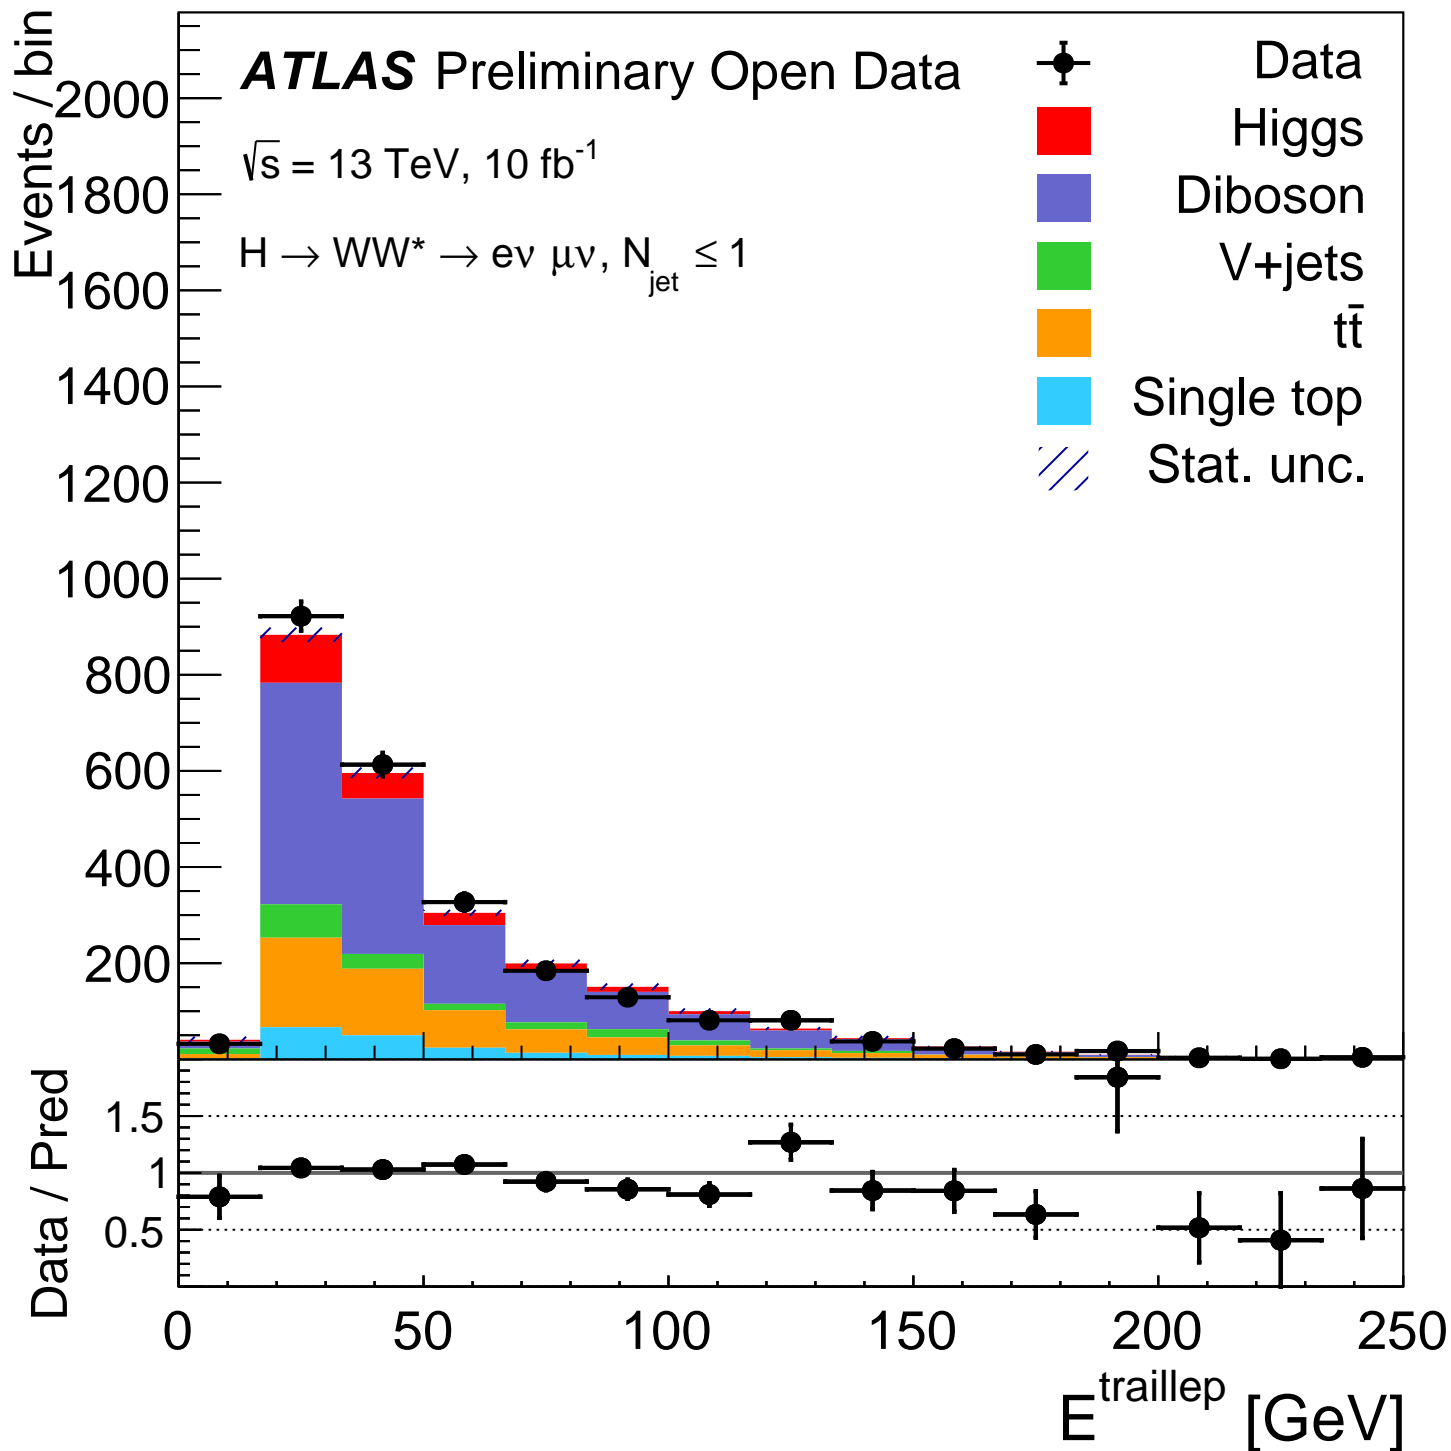 ATLAS Preliminary Open Data
√s = 13 TeV, 10 fb⁻¹
H → WW* → eν μν, N_jet ≤ 1
Data
Higgs
Diboson
V+jets
tt̄
Single top
Stat. unc.
Events / bin
2000
1800
1600
1400
1200
1000
800
600
400
200
Data / Pred
1.5
1
0.5
0 50 100 150 200 250
E^traillep [GeV]